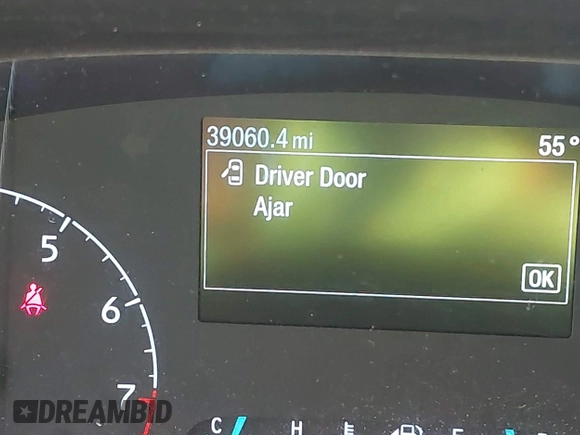 39060.4 mi 55°
Driver Door
Ajar
OK
5
6
7
C H E F
DREAMBID